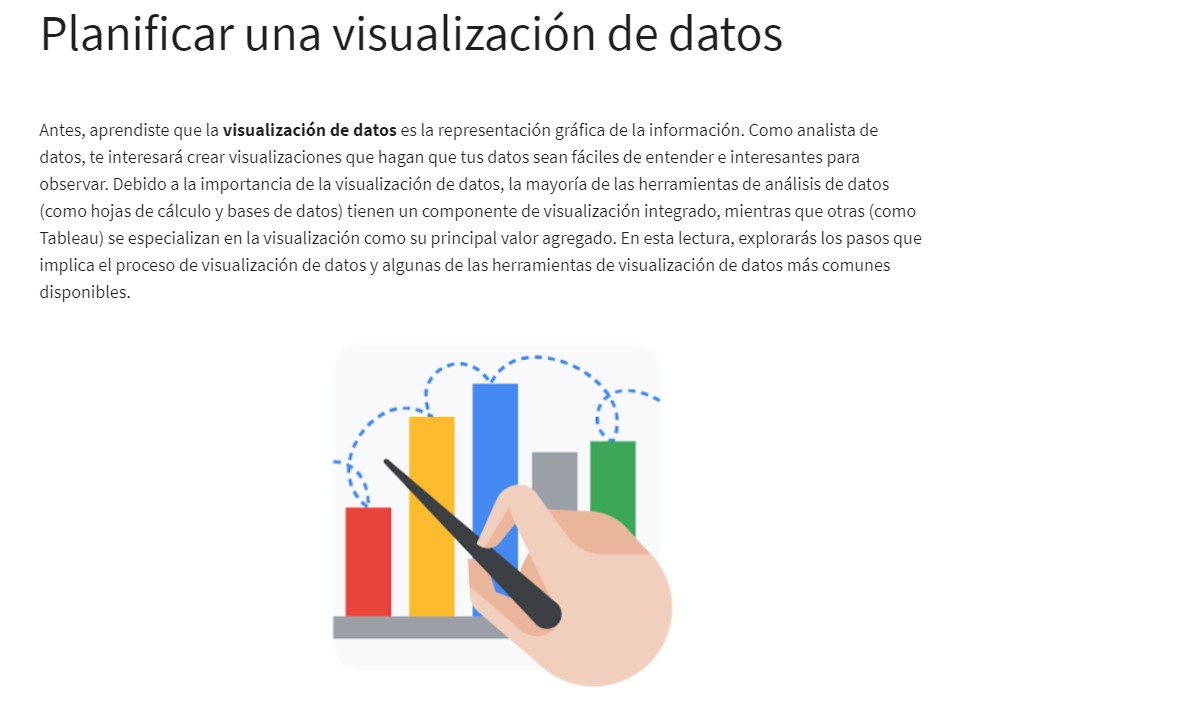 Planificar una visualización de datos
Antes, aprendiste que la visualización de datos es la representación gráfica de la información. Como analista de
datos, te interesará crear visualizaciones que hagan que tus datos sean fáciles de entender e interesantes para
observar. Debido a la importancia de la visualización de datos, la mayoría de las herramientas de análisis de datos
(como hojas de cálculo y bases de datos) tienen un componente de visualización integrado, mientras que otras (como
Tableau) se especializan en la visualización como su principal valor agregado. En esta lectura, explorarás los pasos que
implica el proceso de visualización de datos y algunas de las herramientas de visualización de datos más comunes
disponibles.